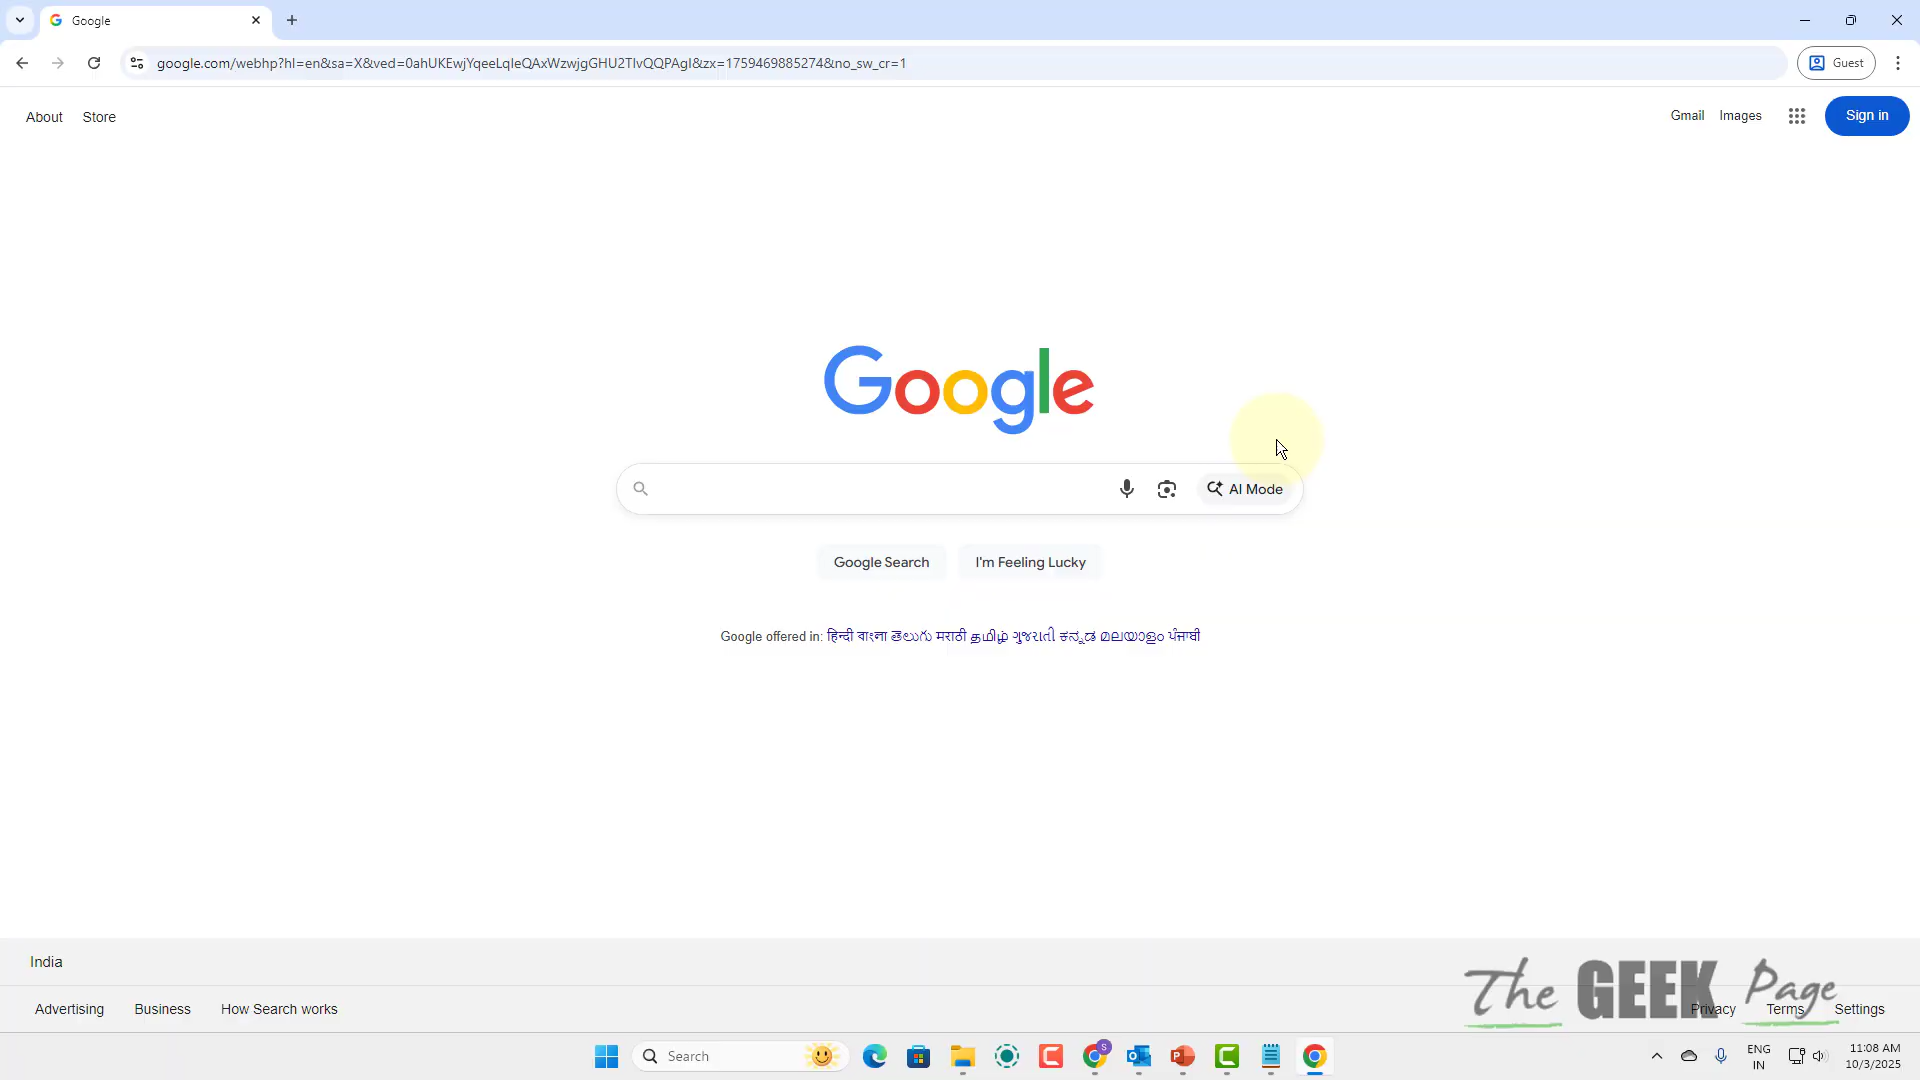 Google
google.com/webhp?hl=en&sa=X&ved=0ahUKEwjYqeeLqIeQAxWzwjgGHU2TIvQQPAgI&zx=1759469885274&no_sw_cr=1
Guest
About Store
Gmail Images Sign in
Google
AI Mode
Google Search I'm Feeling Lucky
Google offered in: हिन्दी বাংলা తెలుగు मराठी தமிழ் ગુજરાતી ಕನ್ನಡ മലയാളം ਪੰਜਾਬੀ
India
The GEEK Page
Advertising Business How Search works Privacy Terms Settings
Search
S
ENG
IN
11:08 AM
10/3/2025